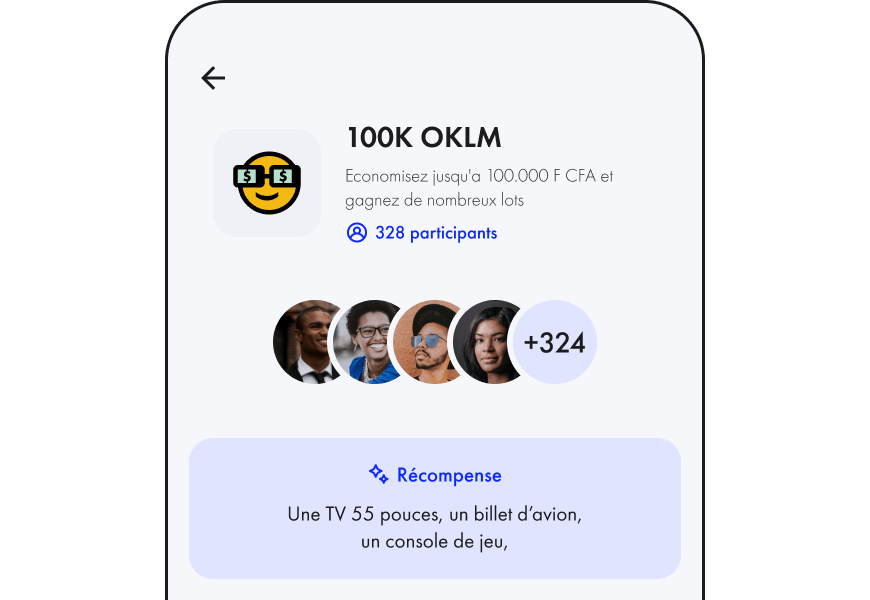 100K OKLM
Economisez jusqu'a 100.000 F CFA et
gagnez de nombreux lots
328 participants
+324
Récompense
Une TV 55 pouces, un billet d’avion,
un console de jeu,